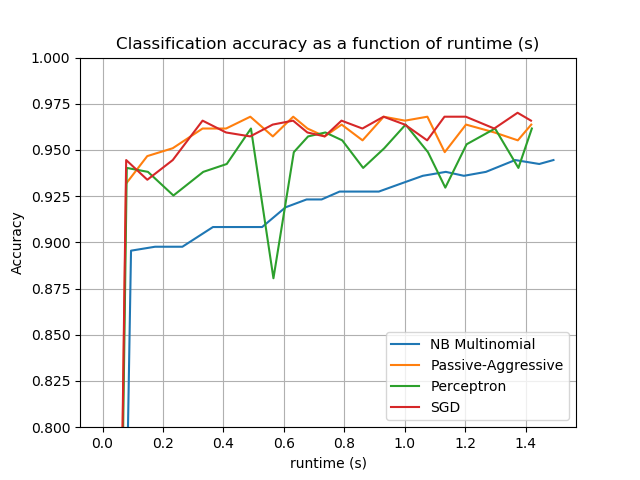 Classification accuracy as a function of runtime (s)
1.000
0.975
0.950
0.925
0.900
0.875
0.850
0.825
0.800
Accuracy
0.0 0.2 0.4 0.6 0.8 1.0 1.2 1.4
runtime (s)
NB Multinomial
Passive-Aggressive
Perceptron
SGD